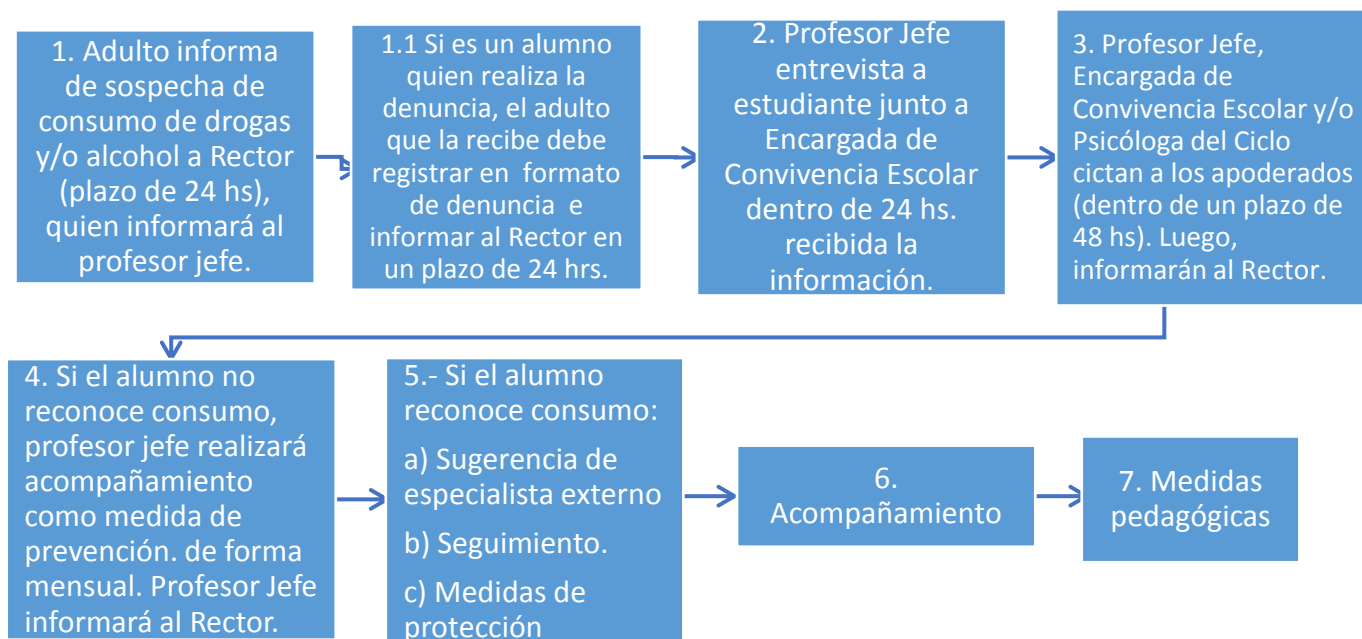 1. Adulto informa
de sospecha de
consumo de drogas
y/o alcohol a Rector
(plazo de 24 hs),
quien informará al
profesor jefe.
1.1 Si es un alumno
quien realiza la
denuncia, el adulto
que la recibe debe
registrar en formato
de denuncia e
informar al Rector en
un plazo de 24 hrs.
2. Profesor Jefe
entrevista a
estudiante junto a
Encargada de
Convivencia Escolar
dentro de 24 hs.
recibida la
información.
3. Profesor Jefe,
Encargada de
Convivencia Escolar y/o
Psicóloga del Ciclo
cictan a los apoderados
(dentro de un plazo de
48 hs). Luego,
informarán al Rector.
4. Si el alumno no
reconoce consumo,
profesor jefe realizará
acompañamiento
como medida de
prevención. de forma
mensual. Profesor Jefe
informará al Rector.
5.- Si el alumno
reconoce consumo:
a) Sugerencia de
especialista externo
b) Seguimiento.
c) Medidas de
protección
6.
Acompañamiento
7. Medidas
pedagógicas